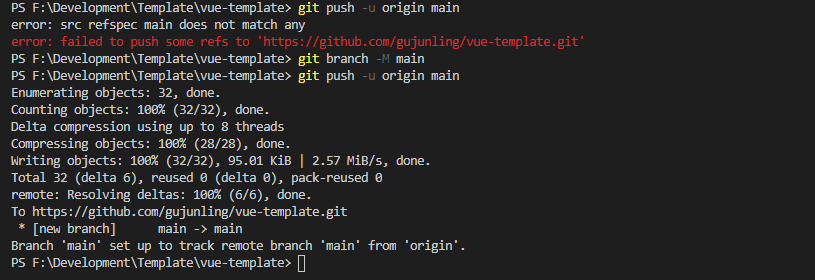 PS F:\Development\Template\vue-template> git push -u origin main
error: src refspec main does not match any
error: failed to push some refs to 'https://github.com/gujunling/vue-template.git'
PS F:\Development\Template\vue-template> git branch -M main
PS F:\Development\Template\vue-template> git push -u origin main
Enumerating objects: 32, done.
Counting objects: 100% (32/32), done.
Delta compression using up to 8 threads
Compressing objects: 100% (28/28), done.
Writing objects: 100% (32/32), 95.01 KiB | 2.57 MiB/s, done.
Total 32 (delta 6), reused 0 (delta 0), pack-reused 0
remote: Resolving deltas: 100% (6/6), done.
To https://github.com/gujunling/vue-template.git
 * [new branch]      main -> main
Branch 'main' set up to track remote branch 'main' from 'origin'.
PS F:\Development\Template\vue-template>